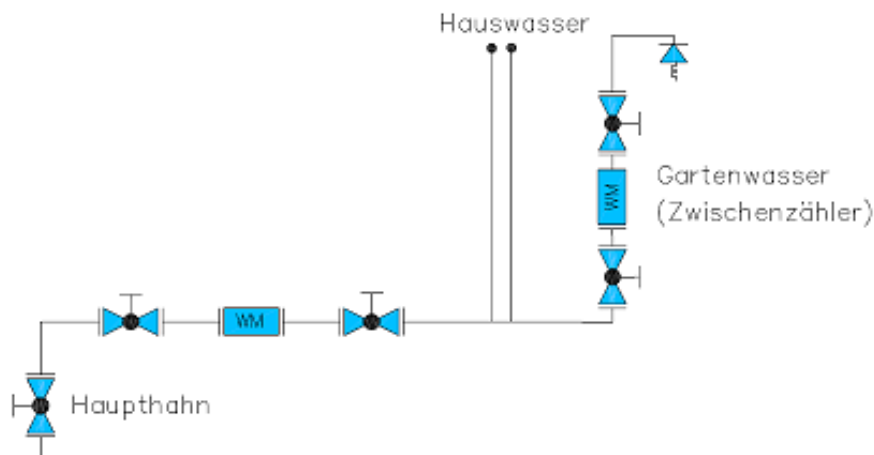 Hauswasser
Gartenwasser
(Zwischenzähler)
WM
WM
Haupthahn